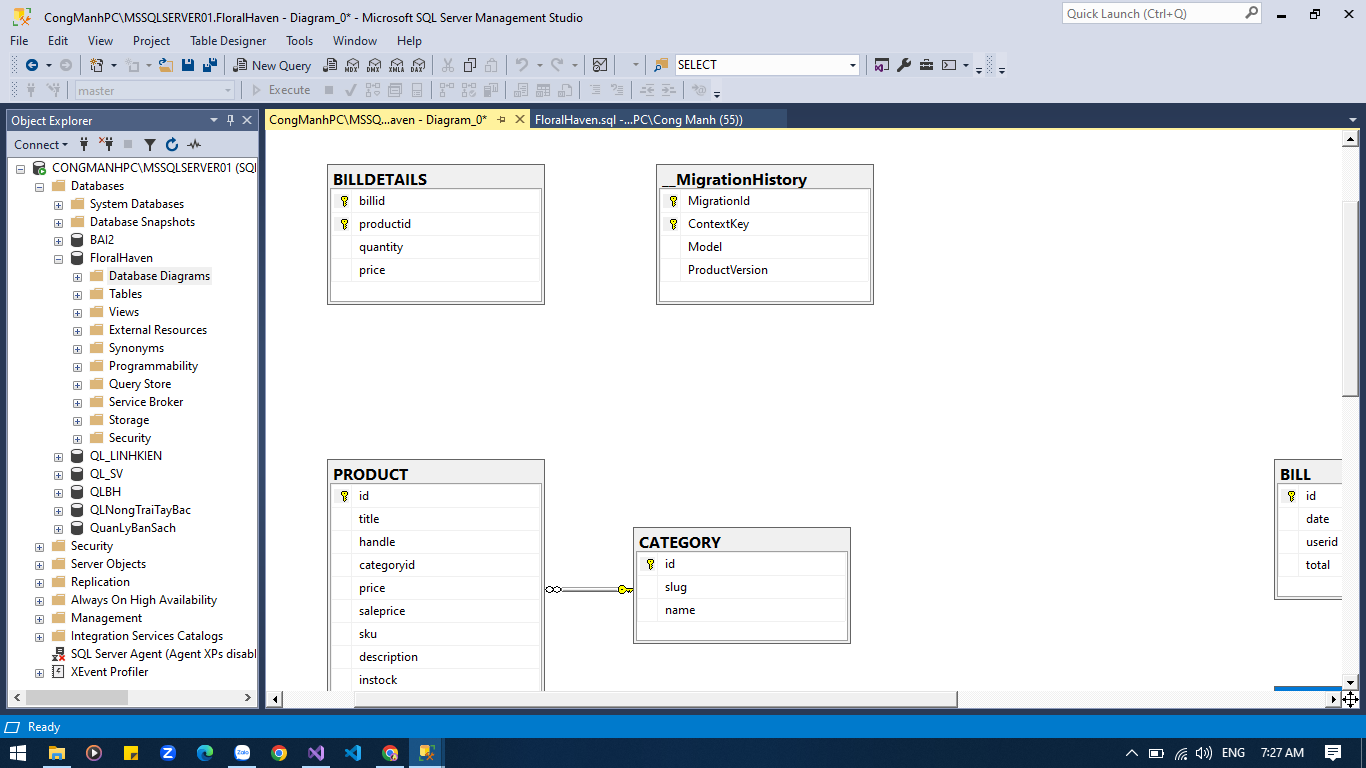 CongManhPC\MSSQLSERVER01.FloralHaven - Diagram_0* - Microsoft SQL Server Management Studio
Quick Launch (Ctrl+Q)
File Edit View Project Table Designer Tools Window Help
New Query MDX DMX XMLA DAX SELECT
master Execute
Object Explorer
CongManhPC\MSSQ...aven - Diagram_0* FloralHaven.sql -...PC\Cong Manh (55))
Connect
CONGMANHPC\MSSQLSERVER01 (SQ
Databases
System Databases
Database Snapshots
BAI2
FloralHaven
Database Diagrams
Tables
Views
External Resources
Synonyms
Programmability
Query Store
Service Broker
Storage
Security
QL_LINHKIEN
QL_SV
QLBH
QLNongTraiTayBac
QuanLyBanSach
Security
Server Objects
Replication
Always On High Availability
Management
Integration Services Catalogs
SQL Server Agent (Agent XPs disabl
XEvent Profiler
BILLDETAILS
billid
productid
quantity
price
__MigrationHistory
MigrationId
ContextKey
Model
ProductVersion
PRODUCT
id
title
handle
categoryid
price
saleprice
sku
description
instock
CATEGORY
id
slug
name
BILL
id
date
userid
total
Ready
Zalo
ENG 7:27 AM